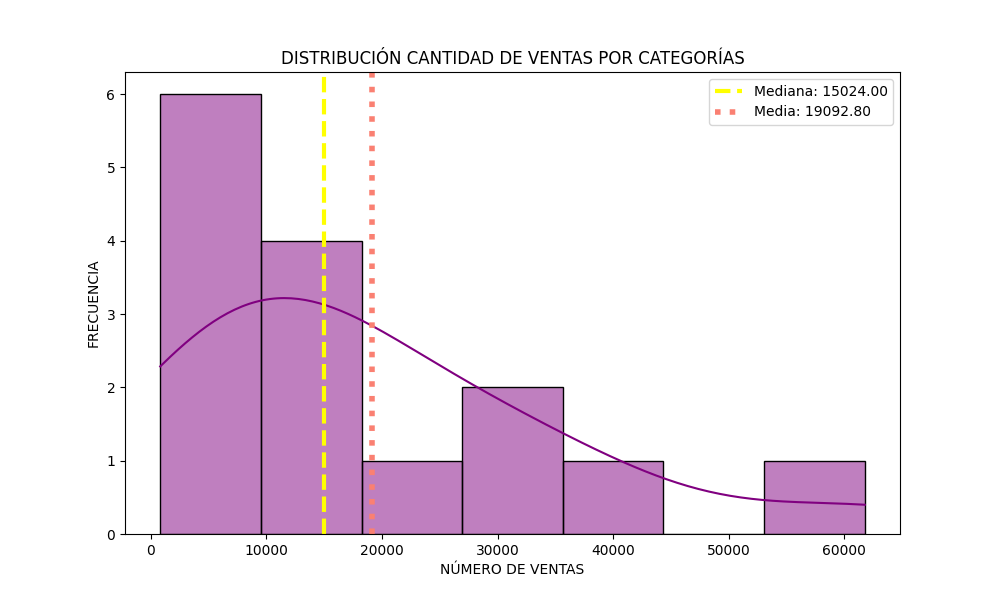 DISTRIBUCIÓN CANTIDAD DE VENTAS POR CATEGORÍAS
Mediana: 15024.00
Media: 19092.80
FRECUENCIA
6
5
4
3
2
1
0
0 10000 20000 30000 40000 50000 60000
NÚMERO DE VENTAS